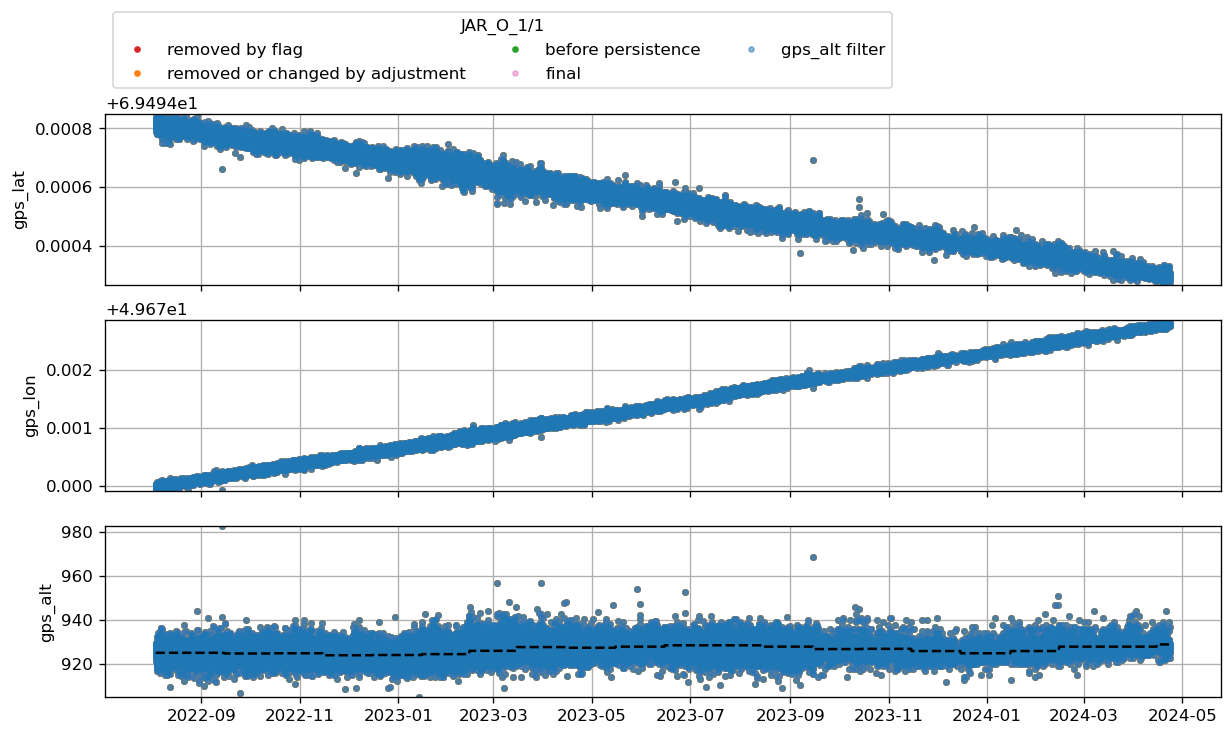 JAR_O_1/1
removed by flag
removed or changed by adjustment
before persistence
final
gps_alt filter
+6.9494e1
0.0008
0.0006
0.0004
gps_lat
+4.967e1
0.002
0.001
0.000
gps_lon
980
960
940
920
gps_alt
2022-09 2022-11 2023-01 2023-03 2023-05 2023-07 2023-09 2023-11 2024-01 2024-03 2024-05